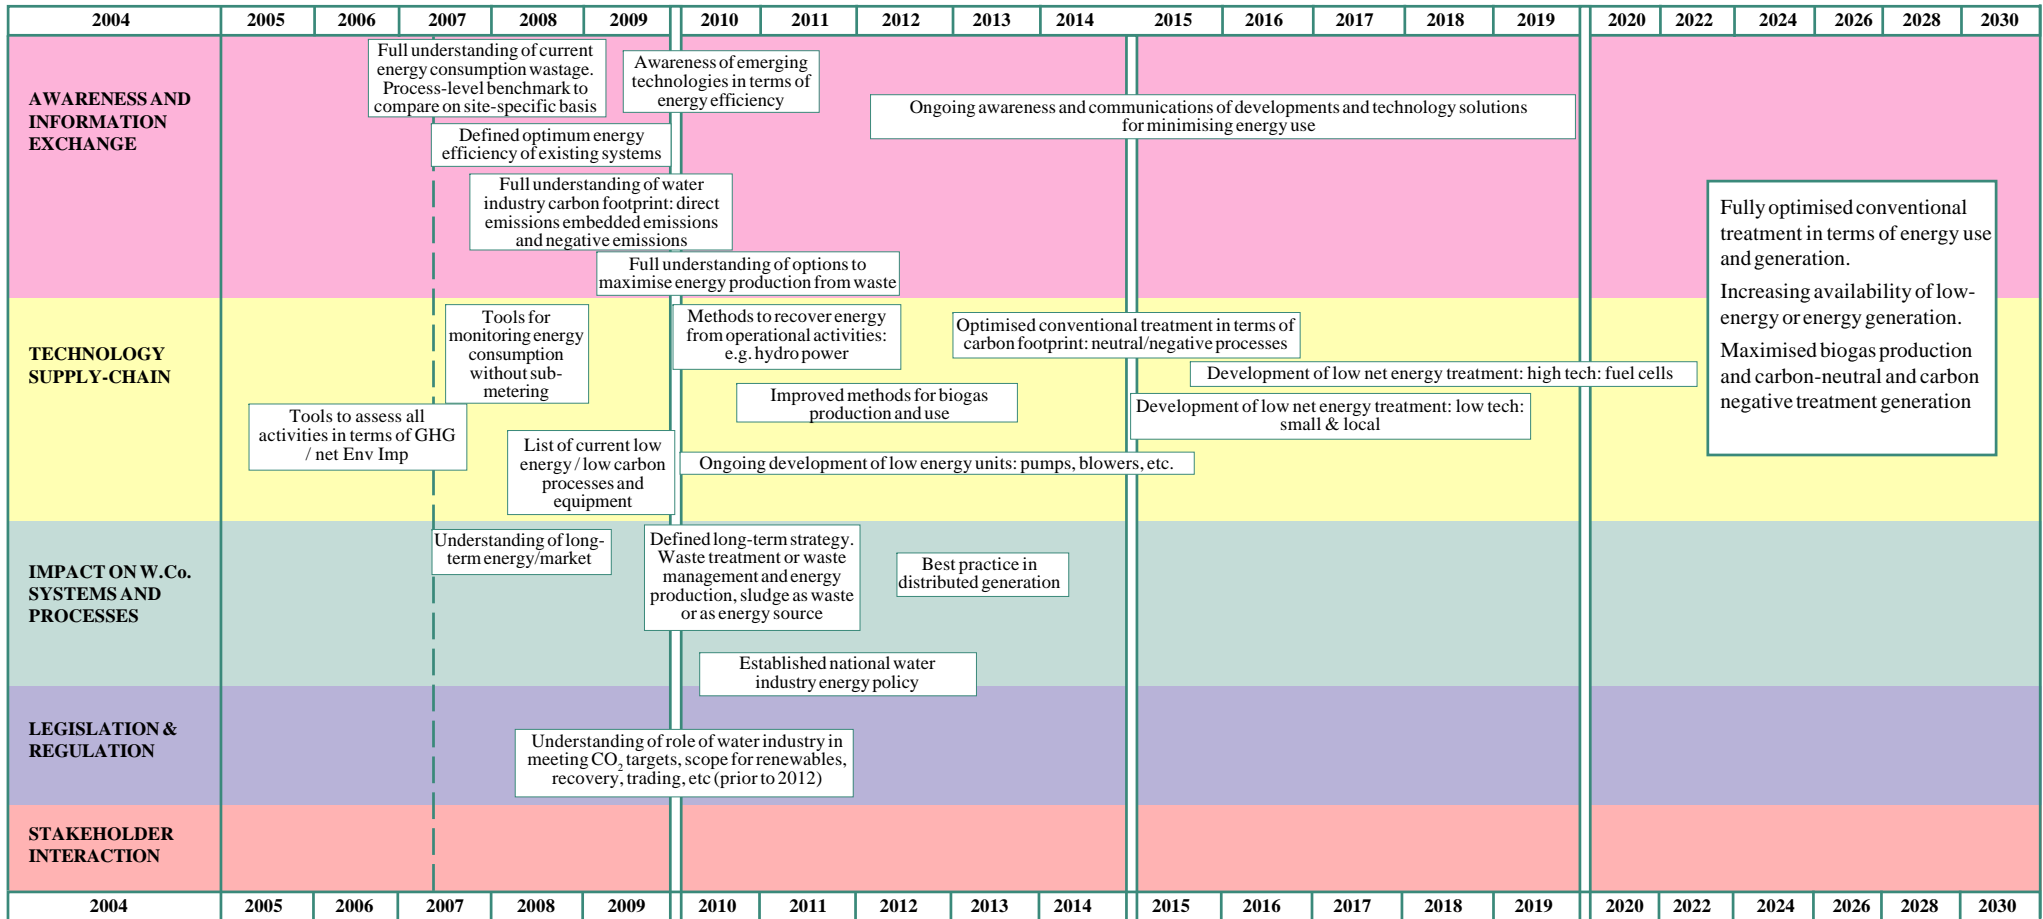 2004 2005 2006 2007 2008 2009 2010 2011 2012 2013 2014 2015 2016 2017 2018 2019 2020 2022 2024 2026 2028 2030
AWARENESS AND
INFORMATION
EXCHANGE
Full understanding of current
energy consumption wastage.
Process-level benchmark to
compare on site-specific basis
Awareness of emerging
technologies in terms of
energy efficiency
Ongoing awareness and communications of developments and technology solutions
for minimising energy use
Defined optimum energy
efficiency of existing systems
Full understanding of water
industry carbon footprint: direct
emissions embedded emissions
and negative emissions
Full understanding of options to
maximise energy production from waste
Fully optimised conventional
treatment in terms of energy use
and generation.
Increasing availability of low-
energy or energy generation.
Maximised biogas production
and carbon-neutral and carbon
negative treatment generation
TECHNOLOGY
SUPPLY-CHAIN
Tools for
monitoring energy
consumption
without sub-
metering
Methods to recover energy
from operational activities:
e.g. hydro power
Optimised conventional treatment in terms of
carbon footprint: neutral/negative processes
Development of low net energy treatment: high tech: fuel cells
Improved methods for biogas
production and use
Development of low net energy treatment: low tech:
small & local
Tools to assess all
activities in terms of GHG
/ net Env Imp
List of current low
energy / low carbon
processes and
equipment
Ongoing development of low energy units: pumps, blowers, etc.
IMPACT ON W.Co.
SYSTEMS AND
PROCESSES
Understanding of long-
term energy/market
Defined long-term strategy.
Waste treatment or waste
management and energy
production, sludge as waste
or as energy source
Best practice in
distributed generation
Established national water
industry energy policy
LEGISLATION &
REGULATION
Understanding of role of water industry in
meeting CO₂ targets, scope for renewables,
recovery, trading, etc (prior to 2012)
STAKEHOLDER
INTERACTION
2004 2005 2006 2007 2008 2009 2010 2011 2012 2013 2014 2015 2016 2017 2018 2019 2020 2022 2024 2026 2028 2030